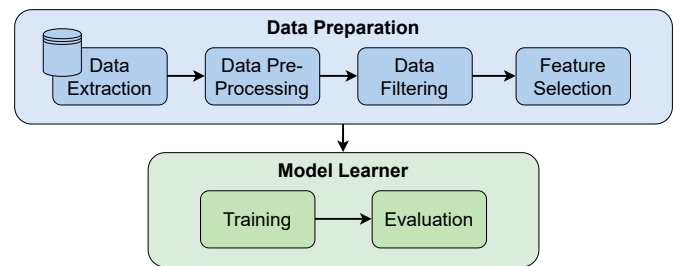 Data Preparation
Data
Extraction
Data Pre-
Processing
Data
Filtering
Feature
Selection
Model Learner
Training
Evaluation